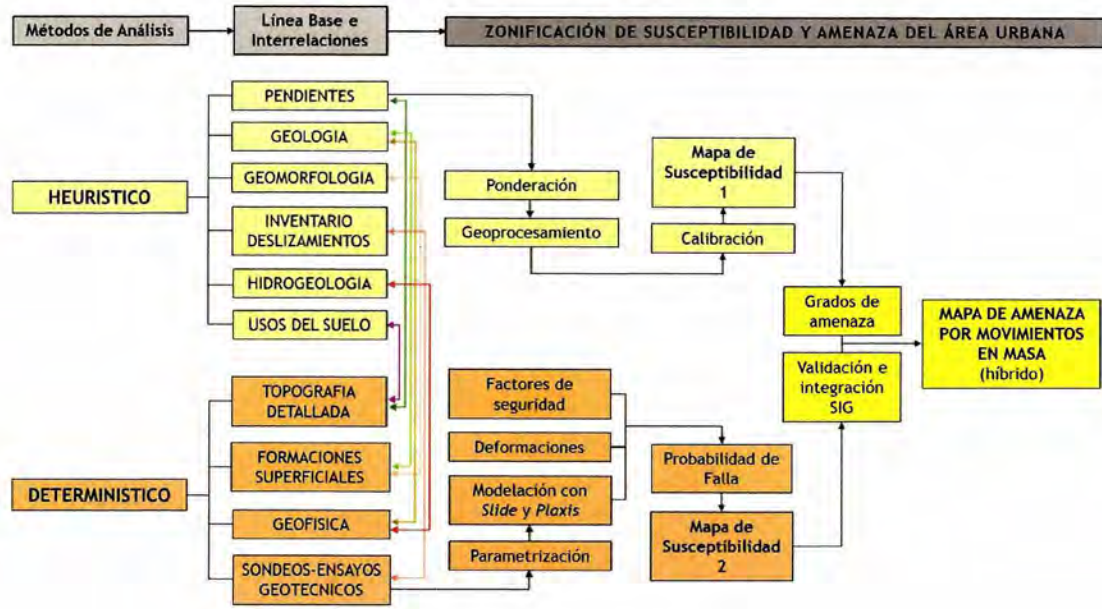 Métodos de Análisis
Línea Base e
Interrelaciones
ZONIFICACIÓN DE SUSCEPTIBILIDAD Y AMENAZA DEL ÁREA URBANA
HEURISTICO
PENDIENTES
GEOLOGIA
GEOMORFOLOGIA
INVENTARIO
DESLIZAMIENTOS
HIDROGEOLOGIA
USOS DEL SUELO
Ponderación
Geoprocesamiento
Mapa de
Susceptibilidad
1
Calibración
Grados de
amenaza
Validación e
integración
SIG
MAPA DE AMENAZA
POR MOVIMIENTOS
EN MASA
(híbrido)
DETERMINISTICO
TOPOGRAFIA
DETALLADA
FORMACIONES
SUPERFICIALES
GEOFISICA
SONDEOS-ENSAYOS
GEOTECNICOS
Factores de
seguridad
Deformaciones
Modelación con
Slide y Plaxis
Parametrización
Probabilidad de
Falla
Mapa de
Susceptibilidad
2